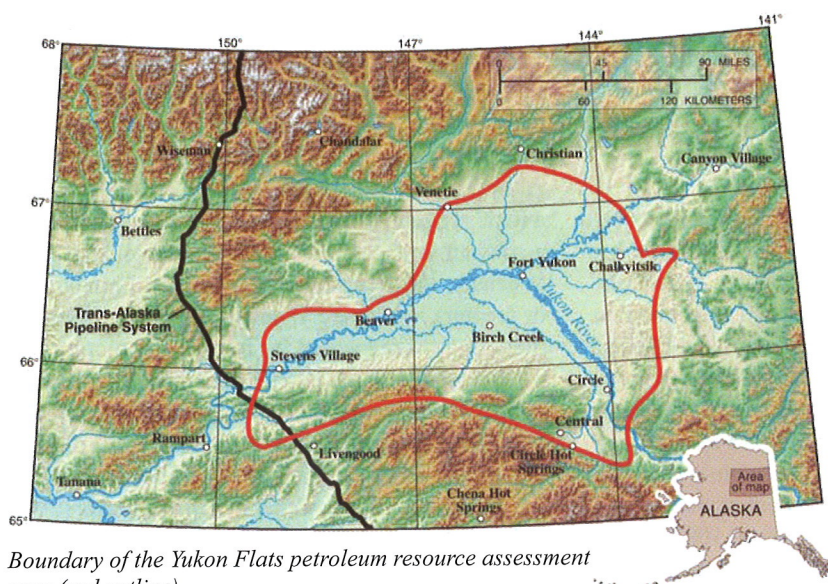 150°
147°
144°
141°
68°
0 45 90 MILES
0 60 120 KILOMETERS
Wiseman
Chandalar
Christian
Canyon Village
Venetie
67°
Bettles
Fort Yukon
Chalkyitsik
Trans-Alaska
Pipeline System
Yukon River
Beaver
Birch Creek
66°
Stevens Village
Circle
Central
Rampart
Livengood
Circle Hot
Springs
Tanana
Chena Hot
Springs
65°
Area
of map
ALASKA
Boundary of the Yukon Flats petroleum resource assessment
area (red outline)